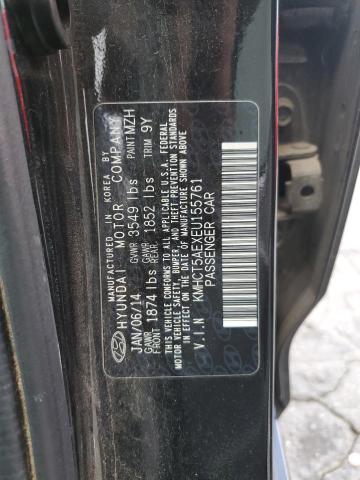 MANUFACTURED IN KOREA BY
HYUNDAI MOTOR COMPANY
JAN/06/14 GVWR 3549 lbs PAINT MZH
GAWR FRONT 1874 lbs GAWR REAR 1852 lbs TRIM 9Y
THIS VEHICLE CONFORMS TO ALL APPLICABLE U.S.A. FEDERAL
MOTOR VEHICLE SAFETY, BUMPER, AND THEFT PREVENTION STANDARDS
IN EFFECT ON THE DATE OF MANUFACTURE SHOWN ABOVE.
V.I.N KMHCT5AEXEU155761
PASSENGER CAR